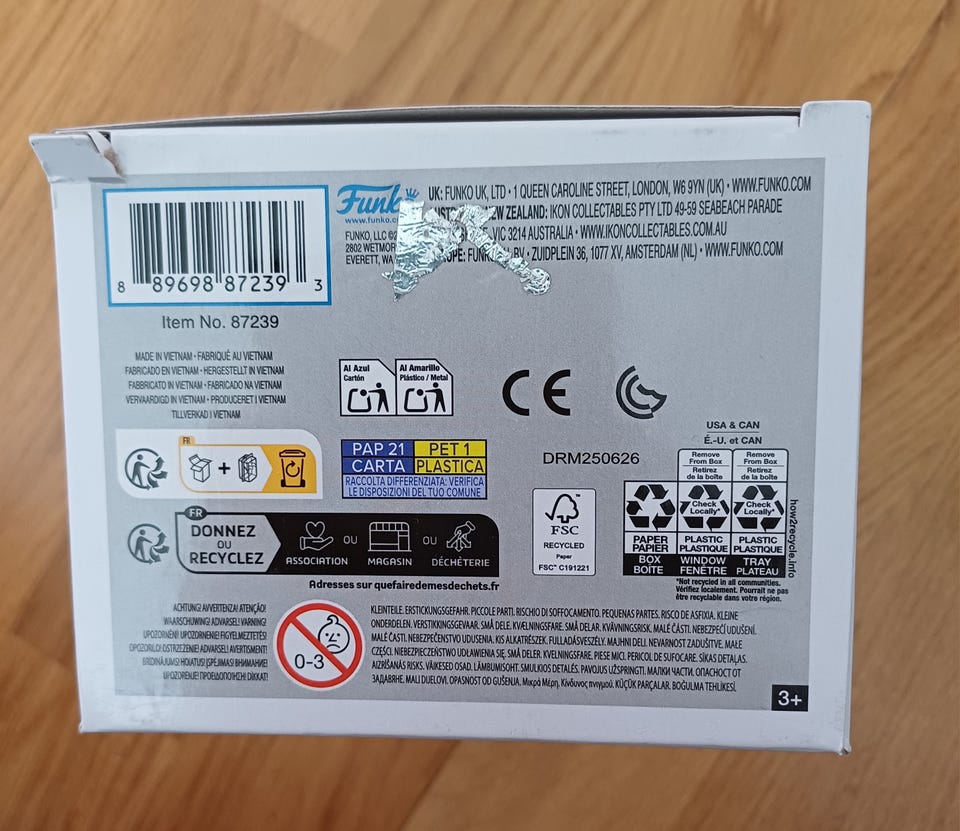 8 89698 87239 3
Item No. 87239
Funko
www.funko.c
FUNKO, LLC
2802 WETMOR
EVERETT, WA
UK: FUNKO UK, LTD • 1 QUEEN CAROLINE STREET, LONDON, W6 9YN (UK) • WWW.FUNKO.COM
NEW ZEALAND: IKON COLLECTABLES PTY LTD 49-59 SEABEACH PARADE
VIC 3214 AUSTRALIA • WWW.IKONCOLLECTABLES.COM.AU
OPE: FUNK BV • ZUIDPLEIN 36, 1077 XV, AMSTERDAM (NL) • WWW.FUNKO.COM
MADE IN VIETNAM • FABRIQUÉ AU VIETNAM
FABRICADO EN VIETNAM • HERGESTELLT IN VIETNAM
FABBRICATO IN VIETNAM • FABRICADO NA VIETNAM
VERVAARDIGD IN VIETNAM • PRODUCERET I VIETNAM
TILLVERKAD I VIETNAM
Al Azul
Cartón
Al Amarillo
Plástico / Metal
CE
FR
+
PAP 21 PET 1
CARTA PLASTICA
RACCOLTA DIFFERENZIATA: VERIFICA
LE DISPOSIZIONI DEL TUO COMUNE
DRM250626
FSC
RECYCLED
Paper
FSC™ C191221
USA & CAN
É.-U. et CAN
Remove From Box
Retirez de la boîte
Remove From Box
Retirez de la boîte
Check Locally*
Check Locally*
PAPER PAPIER
PLASTIC PLASTIQUE
PLASTIC PLASTIQUE
BOX BOÎTE
WINDOW FENÊTRE
TRAY PLATEAU
how2recycle.info
*Not recycled in all communities.
Vérifiez localement. Pourrait ne pas
être recyclable dans votre région.
FR
DONNEZ
OU
RECYCLEZ
ASSOCIATION OU MAGASIN OU DÉCHÈTERIE
Adresses sur quefairedemesdechets.fr
ACHTUNG! AVVERTENZA! ATENÇÃO!
WAARSCHUWING! ADVARSEL! VARNING!
UPOZORNĚNÍ! UPOZORNENIE! FIGYELMEZTETÉS!
OPOZORILO! OSTRZEŻENIE! ADVARSEL! AVERTISMENT!
BRĪDINĀJUMS! HOIATUS! ĮSPĖJIMAS! ВНИМАНИЕ!
UPOZORENJE! ΠΡΟΕΙΔΟΠΟΙΗΣΗ! DİKKAT!
0-3
KLEINTEILE. ERSTICKUNGSGEFAHR. PICCOLE PARTI. RISCHIO DI SOFFOCAMENTO. PEQUENAS PARTES. RISCO DE ASFIXIA. KLEINE
ONDERDELEN. VERSTIKKINGSGEVAAR. SMÅ DELE. KVÆLNINGSFARE. SMÅ DELAR. KVÄVNINGSRISK. MALÉ ČÁSTI. NEBEZPEČÍ UDUŠENÍ.
MALÉ ČASTI. NEBEZPEČENSTVO UDUSENIA. KIS ALKATRÉSZEK. FULLADÁSVESZÉLY. MAJHNI DELI. NEVARNOST ZADUŠITVE. MAŁE
CZĘŚCI. NIEBEZPIECZEŃSTWO UDŁAWIENIA SIĘ. SMÅ DELER. KVELNINGSFARE. PIESE MICI. PERICOL DE SUFOCARE. SĪKAS DETAĻAS.
AIZRĪŠANĀS RISKS. VÄIKESED OSAD. LÄMBUMISOHT. SMULKIOS DETALĖS. PAVOJUS UŽSPRINGTI. МАЛКИ ЧАСТИ. ОПАСНОСТ ОТ
ЗАДАВЯНЕ. MALI DIJELOVI. OPASNOST OD GUŠENJA. Μικρά Μέρη. Κίνδυνος πνιγμού. KÜÇÜK PARÇALAR. BOĞULMA TEHLİKESİ.
3+